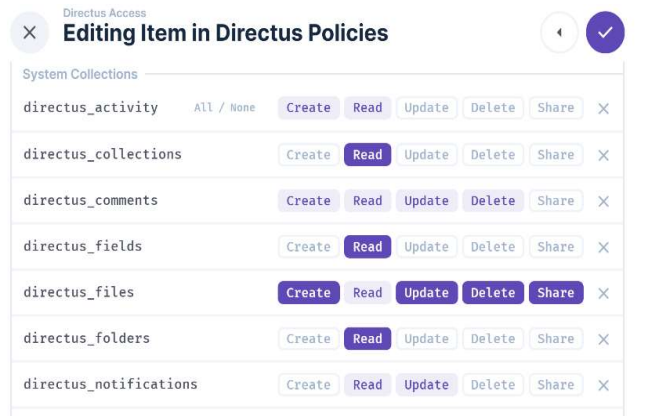 Directus Access
Editing Item in Directus Policies
System Collections
directus_activity All / None Create Read Update Delete Share
directus_collections Create Read Update Delete Share
directus_comments Create Read Update Delete Share
directus_fields Create Read Update Delete Share
directus_files Create Read Update Delete Share
directus_folders Create Read Update Delete Share
directus_notifications Create Read Update Delete Share